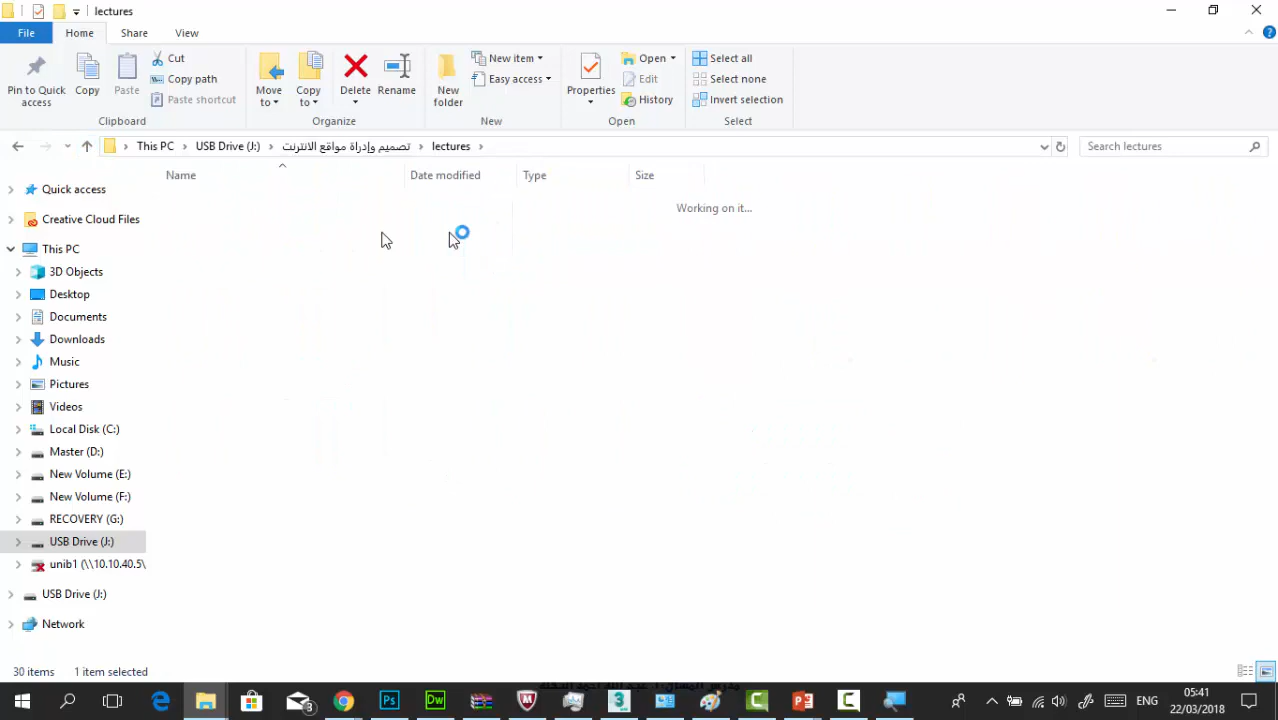 lectures
File
Home
Share
View
Pin to Quick access
Copy
Paste
Cut
Copy path
Paste shortcut
Clipboard
Move to
Copy to
Delete
Rename
Organize
New folder
New item
Easy access
New
Properties
Open
Edit
History
Open
Select all
Select none
Invert selection
Select
This PC
USB Drive (J:)
تصميم وإدراة مواقع الانترنت
lectures
Search lectures
Name
Date modified
Type
Size
Working on it...
Quick access
Creative Cloud Files
This PC
3D Objects
Desktop
Documents
Downloads
Music
Pictures
Videos
Local Disk (C:)
Master (D:)
New Volume (E:)
New Volume (F:)
RECOVERY (G:)
USB Drive (J:)
unib1 (\\10.10.40.5\
USB Drive (J:)
Network
30 items
1 item selected
Ps
Dw
3
3
ENG
05:41
22/03/2018